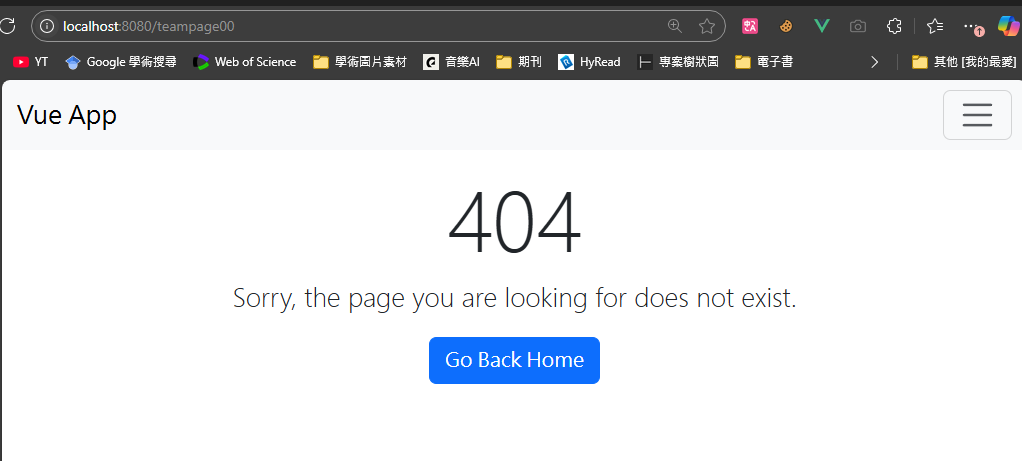 localhost:8080/teampage00
YT Google 學術搜尋 Web of Science 學術圖片素材 音樂AI 期刊 HyRead 專案樹狀圖 電子書 其他 [我的最愛]
Vue App
404
Sorry, the page you are looking for does not exist.
Go Back Home